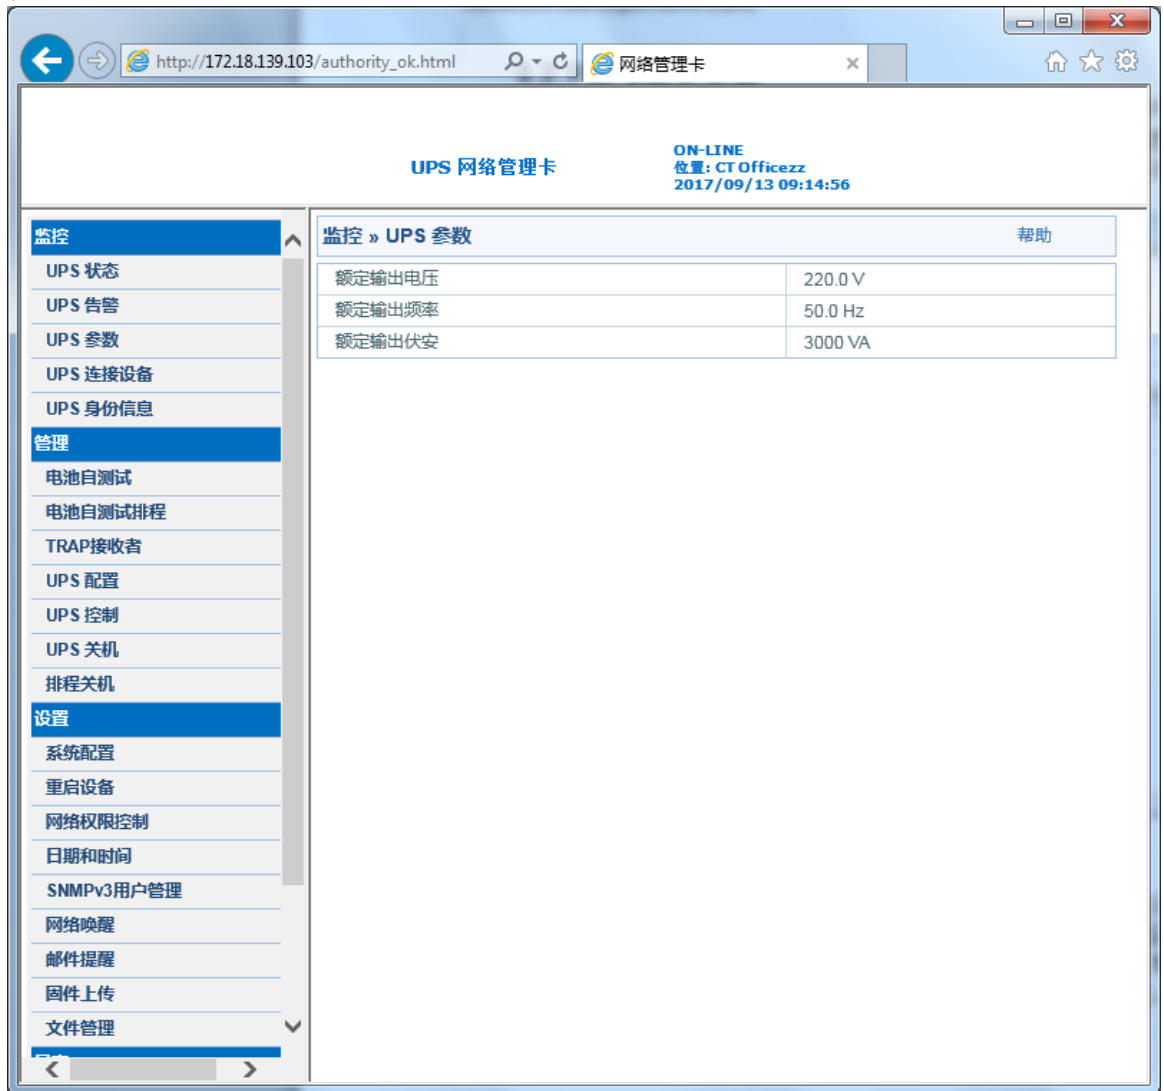 http://172.18.139.103/authority_ok.html
网络管理卡
UPS 网络管理卡
ON-LINE
位置: CT Officezz
2017/09/13 09:14:56
监控
UPS 状态
UPS 告警
UPS 参数
UPS 连接设备
UPS 身份信息
管理
电池自测试
电池自测试排程
TRAP接收者
UPS 配置
UPS 控制
UPS 关机
排程关机
设置
系统配置
重启设备
网络权限控制
日期和时间
SNMPv3用户管理
网络唤醒
邮件提醒
固件上传
文件管理
监控 » UPS 参数 帮助
额定输出电压 220.0 V
额定输出频率 50.0 Hz
额定输出伏安 3000 VA